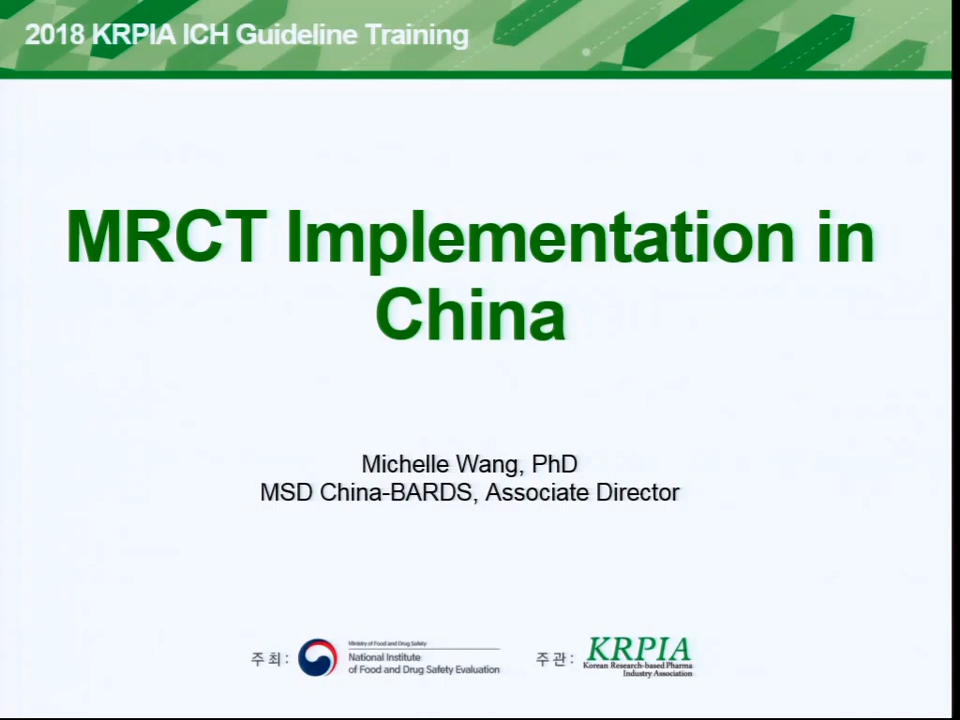 2018 KRPIA ICH Guideline Training
MRCT Implementation in
China
Michelle Wang, PhD
MSD China-BARDS, Associate Director
주최:
Ministry of Food and Drug Safety
National Institute
of Food and Drug Safety Evaluation
주관:
KRPIA
Korean Research-based Pharma
Industry Association